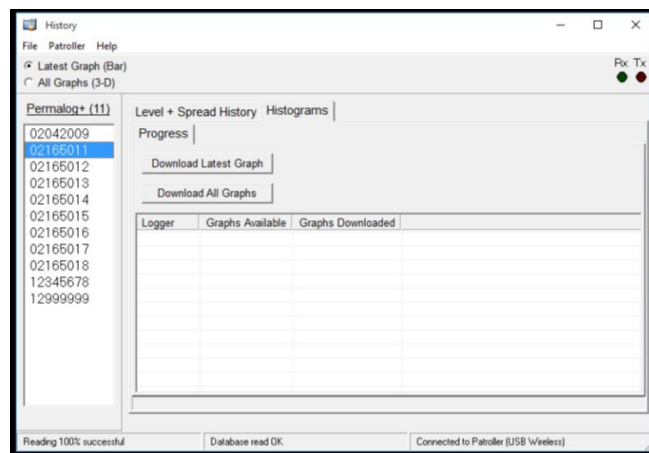 History
File Patroller Help
Latest Graph (Bar)
All Graphs (3-D)
Rx Tx
Permalog+ (11)
02042009
02165011
02165012
02165013
02165014
02165015
02165016
02165017
02165018
12345678
12999999
Level + Spread History Histograms
Progress
Download Latest Graph
Download All Graphs
Logger Graphs Available Graphs Downloaded
Reading 100% successful Database read OK Connected to Patroller (USB Wireless)